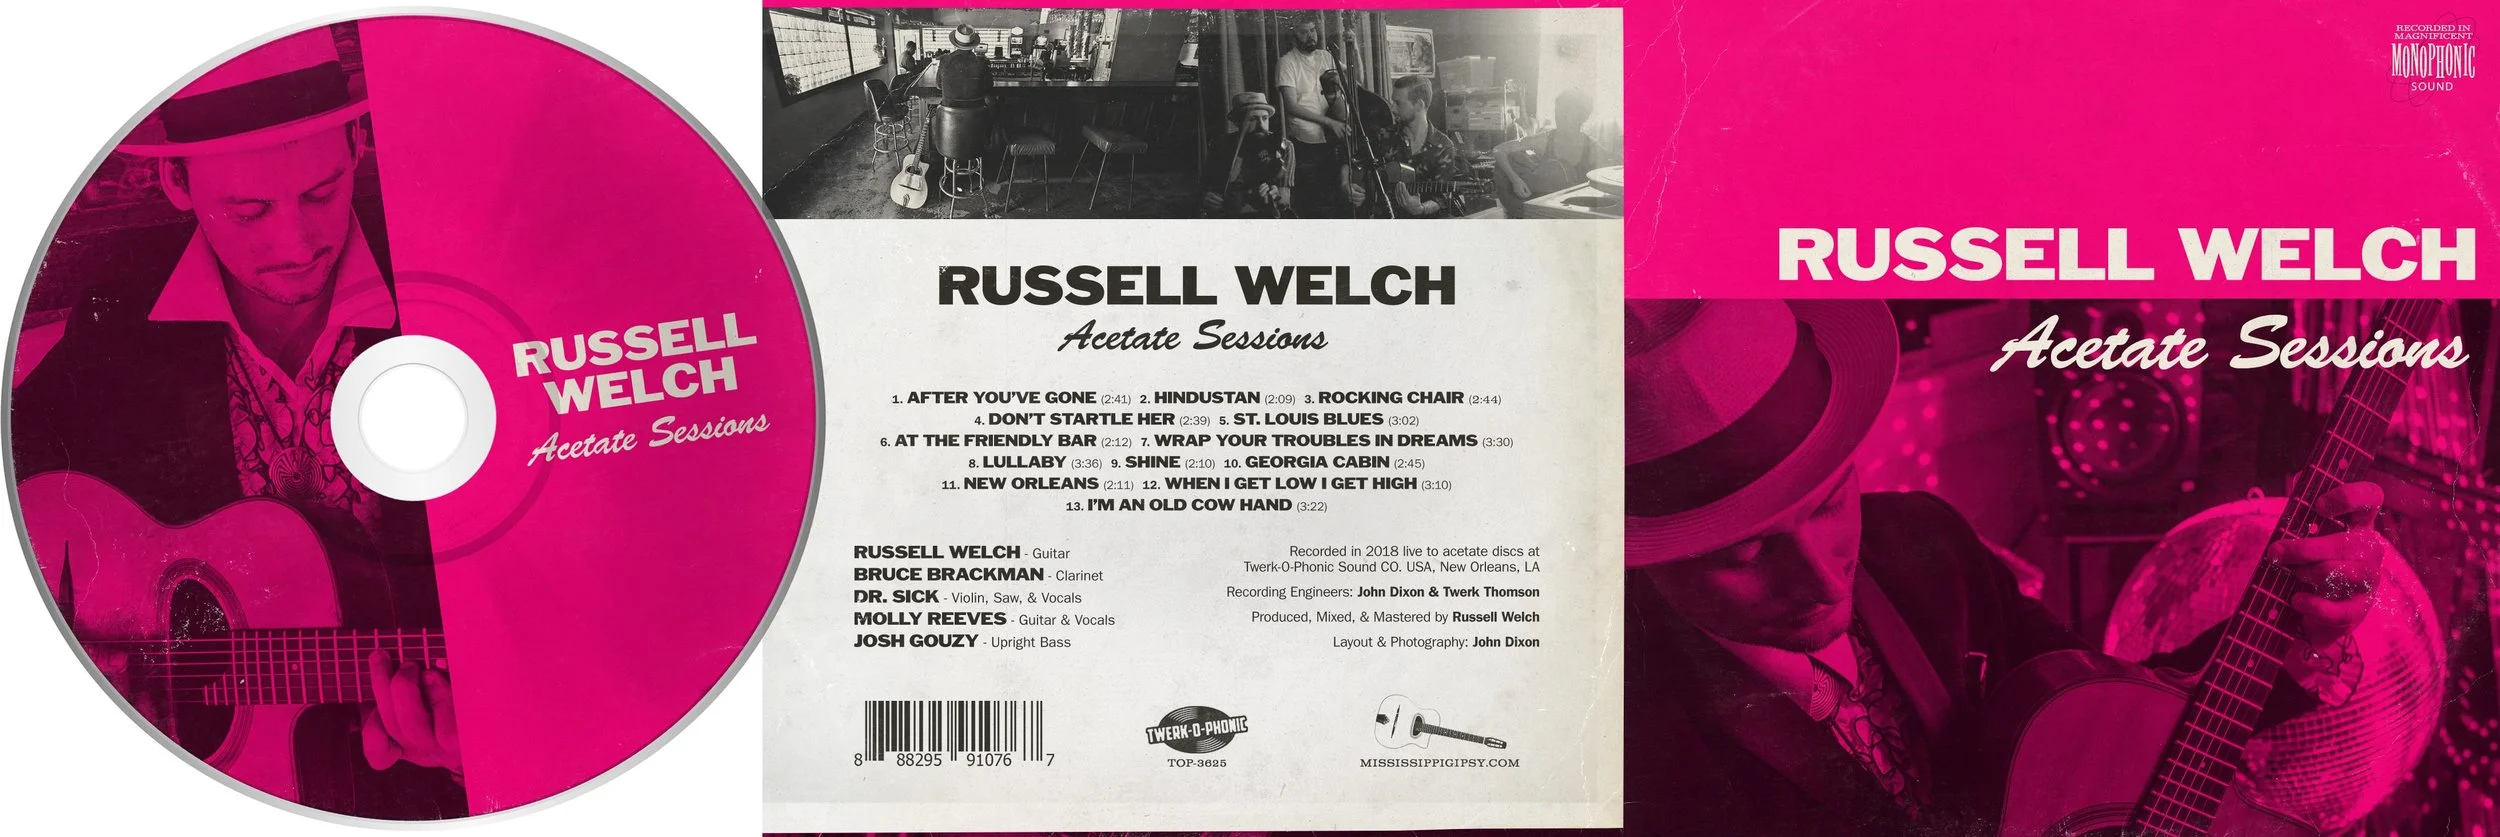 RUSSELL
WELCH
Acetate Sessions
RUSSELL WELCH
Acetate Sessions
1. AFTER YOU'VE GONE (2:41) 2. HINDUSTAN (2:09) 3. ROCKING CHAIR (2:44)
4. DON'T STARTLE HER (2:39) 5. ST. LOUIS BLUES (3:02)
6. AT THE FRIENDLY BAR (2:12) 7. WRAP YOUR TROUBLES IN DREAMS (3:30)
8. LULLABY (3:36) 9. SHINE (2:10) 10. GEORGIA CABIN (2:45)
11. NEW ORLEANS (2:11) 12. WHEN I GET LOW I GET HIGH (3:10)
13. I'M AN OLD COW HAND (3:22)
RUSSELL WELCH - Guitar
BRUCE BRACKMAN - Clarinet
DR. SICK - Violin, Saw, & Vocals
MOLLY REEVES - Guitar & Vocals
JOSH GOUZY - Upright Bass
Recorded in 2018 live to acetate discs at
Twerk-O-Phonic Sound CO. USA, New Orleans, LA
Recording Engineers: John Dixon & Twerk Thomson
Produced, Mixed, & Mastered by Russell Welch
Layout & Photography: John Dixon
8 88295 91076 7
TWERK-O-PHONIC
TOP-3625
MISSISSIPPIGIPSY.COM
RECORDED IN
MAGNIFICENT
MONOPHONIC
SOUND
RUSSELL WELCH
Acetate Sessions